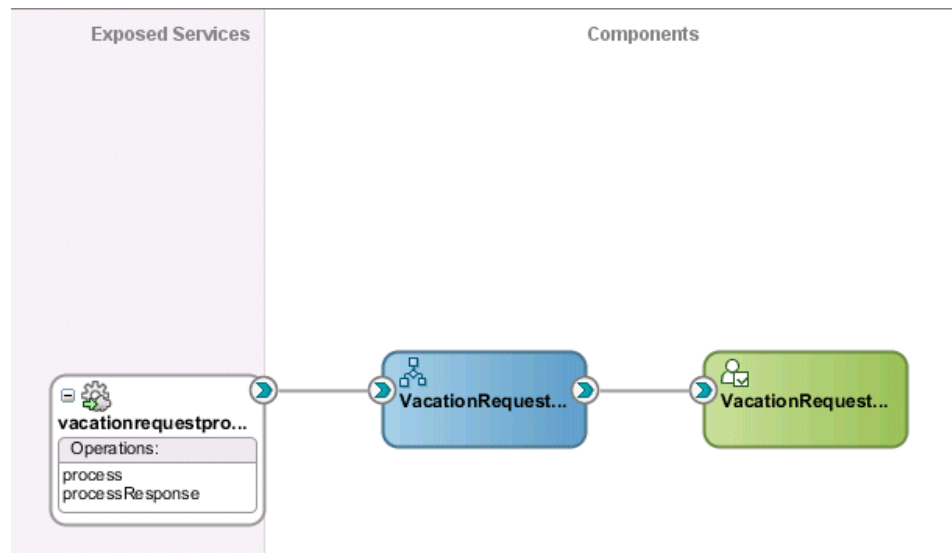 Exposed Services
Components
vacationrequestpro...
Operations:
process
processResponse
VacationRequest...
VacationRequest...